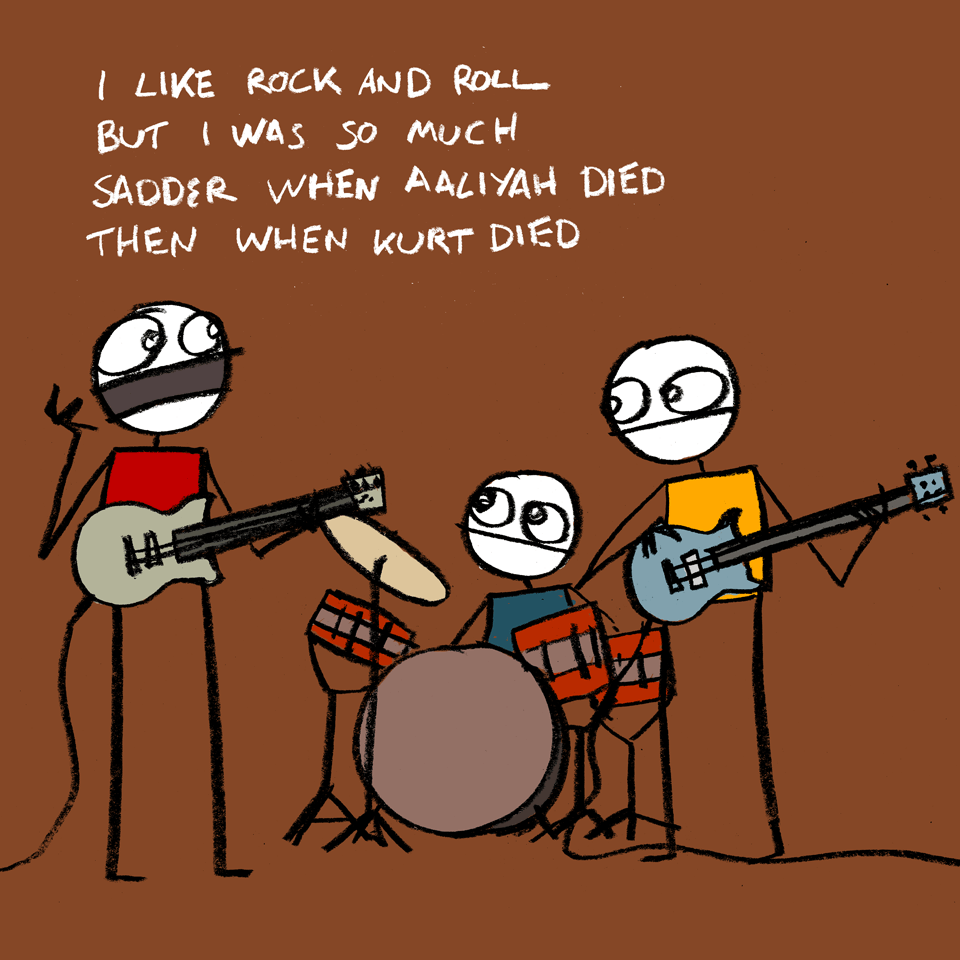 I LIKE ROCK AND ROLL
BUT I WAS SO MUCH
SADDER WHEN AALIYAH DIED
THEN WHEN KURT DIED